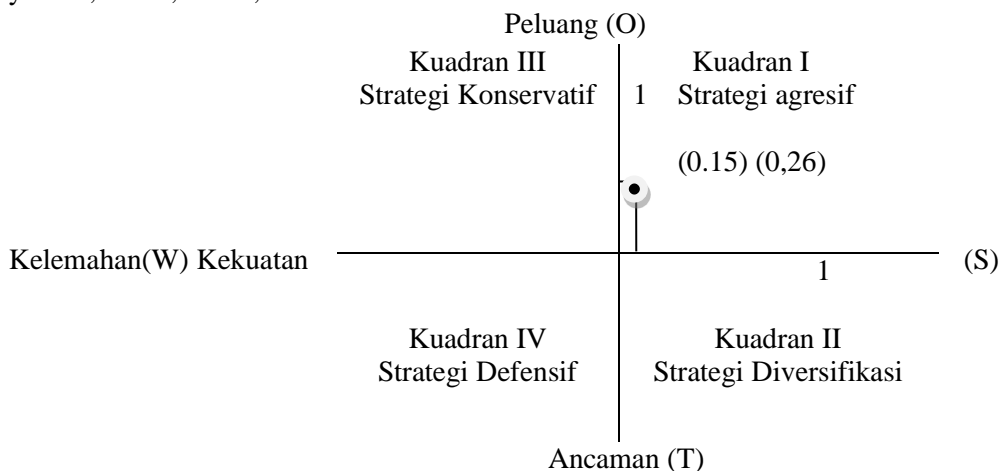 Peluang (O)
Kuadran III Kuadran I
Strategi Konservatif 1 Strategi agresif
(0.15) (0,26)
Kelemahan(W) Kekuatan (S)
1
Kuadran IV Kuadran II
Strategi Defensif Strategi Diversifikasi
Ancaman (T)